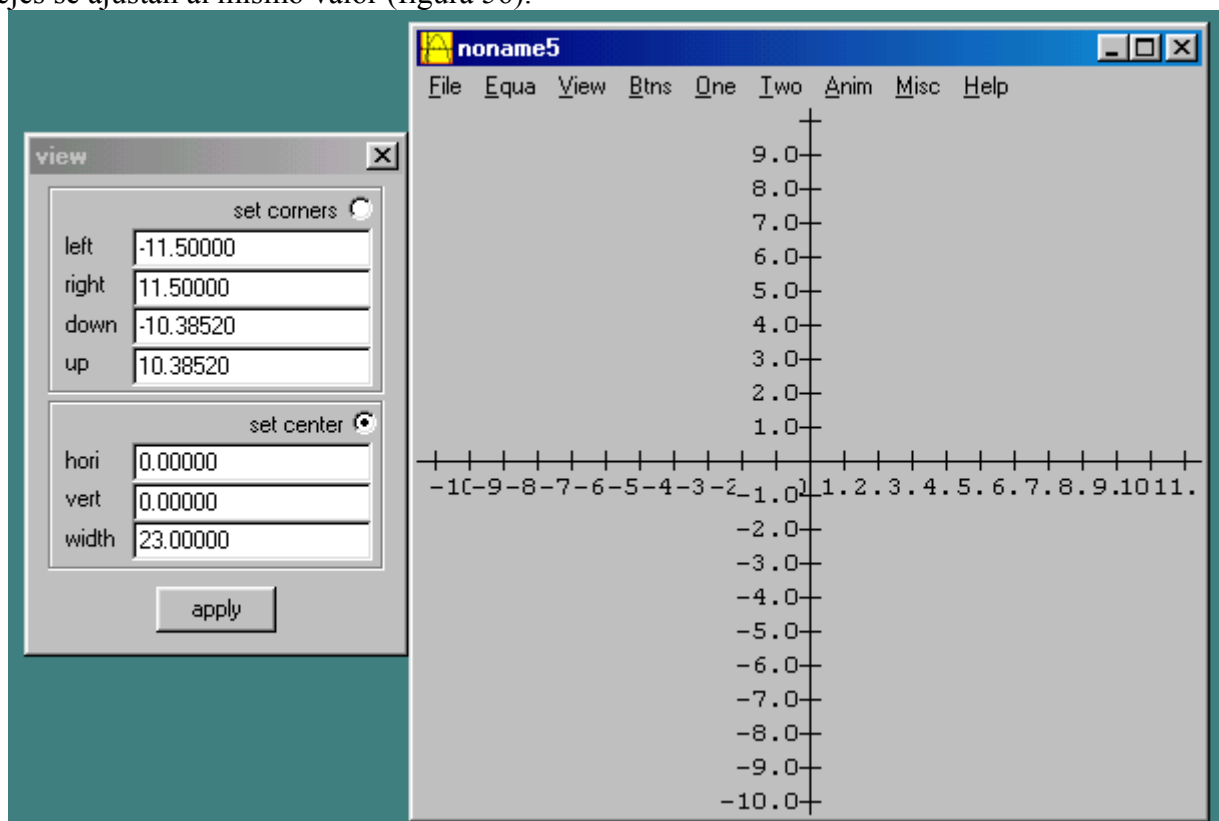 ejes se ajustan al mismo valor (figura 36).
noname5
File Equa View Btns One Two Anim Misc Help
view
set corners
left -11.50000
right 11.50000
down -10.38520
up 10.38520
set center
hori 0.00000
vert 0.00000
width 23.00000
apply
9.0
8.0
7.0
6.0
5.0
4.0
3.0
2.0
1.0
-9-8-7-6-5-4-3-2 1.2.3.4.5.6.7.8.9.1011.
-1.0
-2.0
-3.0
-4.0
-5.0
-6.0
-7.0
-8.0
-9.0
-10.0